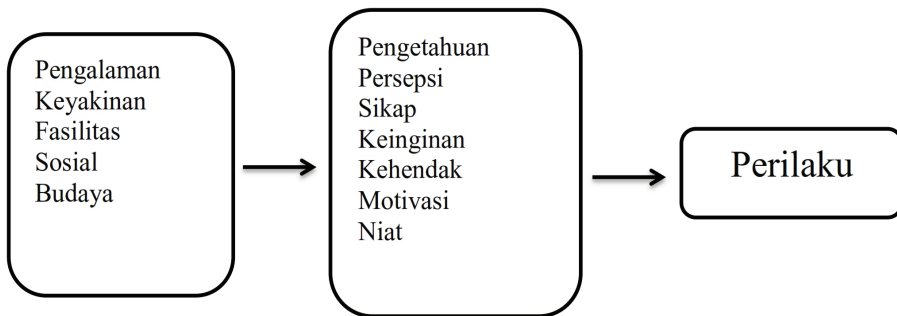 Pengalaman
Keyakinan
Fasilitas
Sosial
Budaya
Pengetahuan
Persepsi
Sikap
Keinginan
Kehendak
Motivasi
Niat
Perilaku